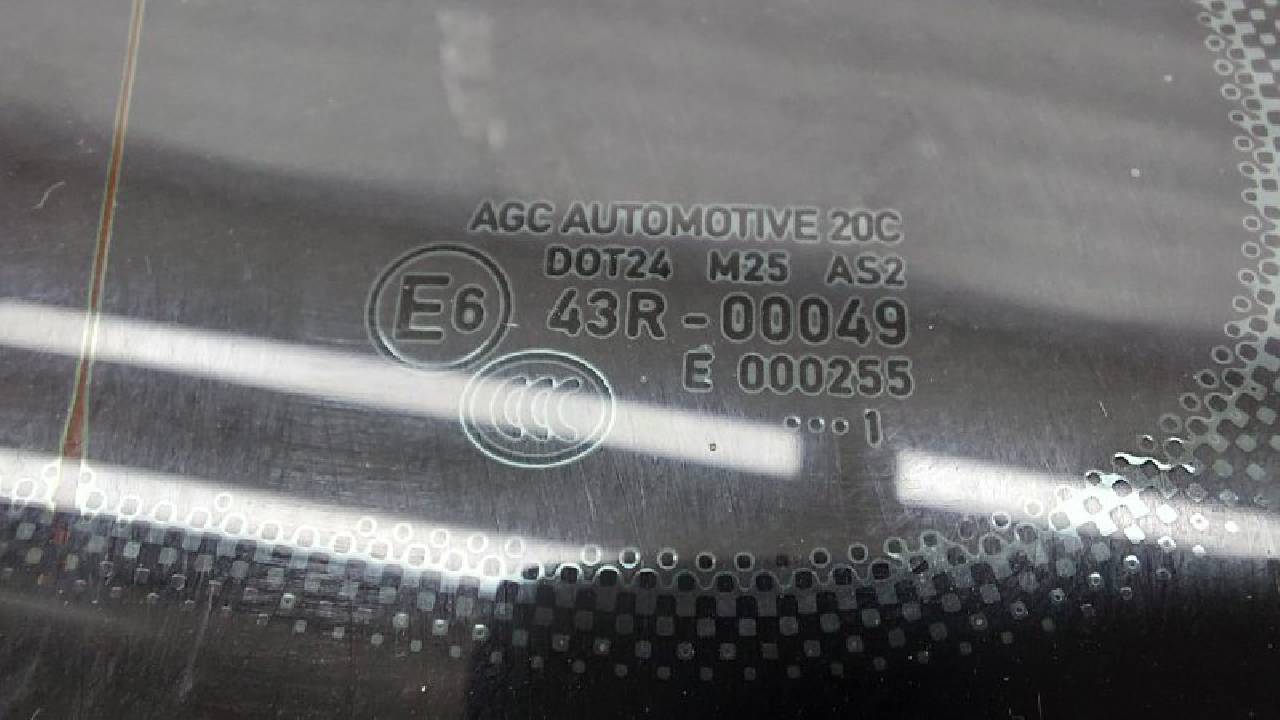 AGC AUTOMOTIVE 20C
DOT24 M25 AS2
E6 43R-00049
E 000255
CCC
...1